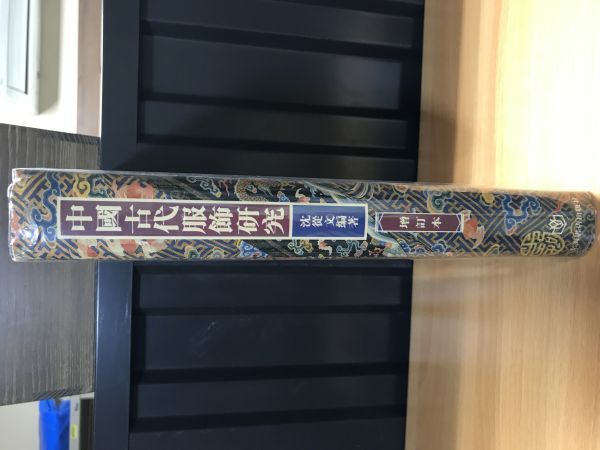 中國古代服飾研究
沈從文編著
增訂本